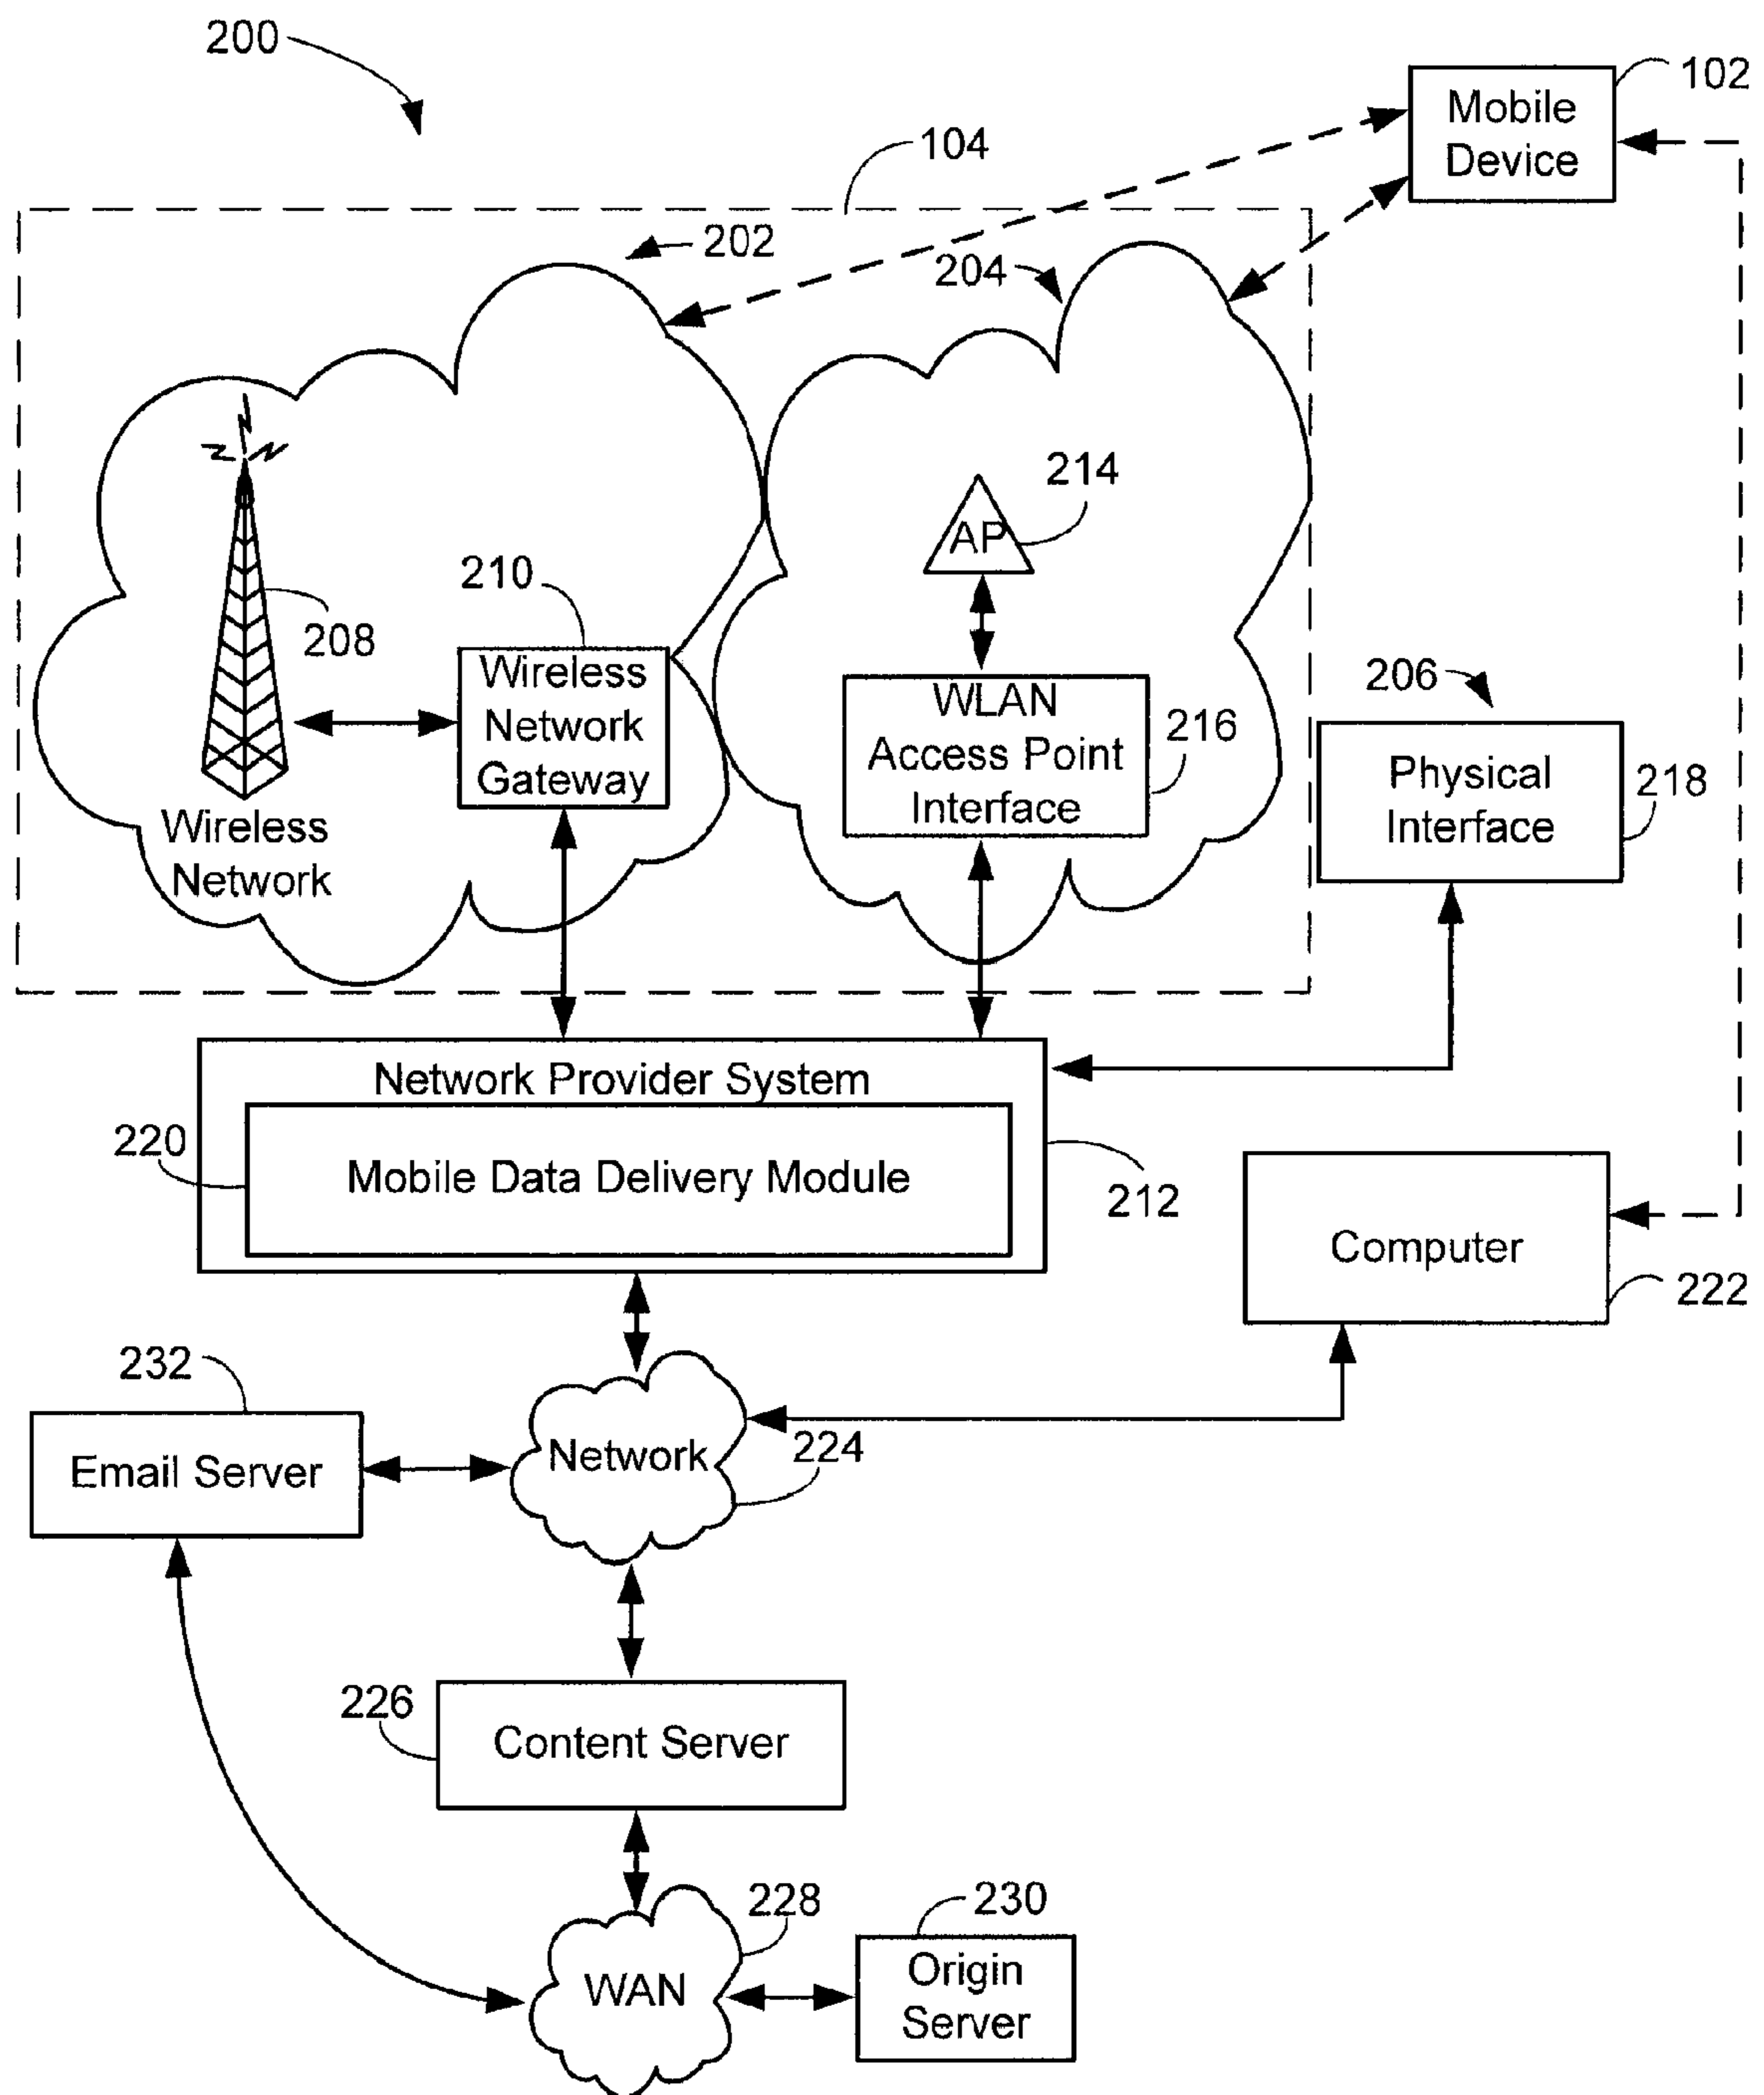 200
102
Mobile
Device
104
202
204
214
AP
210
208
Wireless
Network
Gateway
WLAN
Access Point
Interface
216
206
Physical
Interface
218
Wireless
Network
Network Provider System
220
Mobile Data Delivery Module
212
Computer
222
232
Email Server
Network
224
226
Content Server
228
WAN
230
Origin
Server